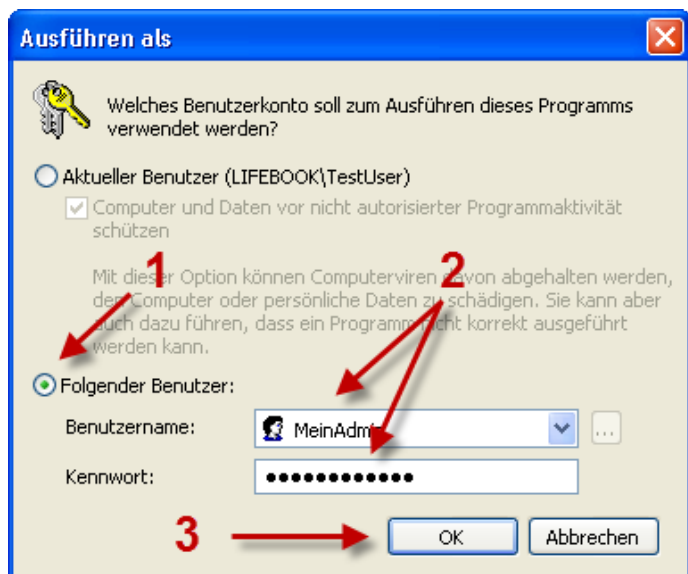 Ausführen als
Welches Benutzerkonto soll zum Ausführen dieses Programms
verwendet werden?
Aktueller Benutzer (LIFEBOOK\TestUser)
Computer und Daten vor nicht autorisierter Programmaktivität
schützen
1
2
Mit dieser Option können Computerviren davon abgehalten werden,
den Computer oder persönliche Daten zu schädigen. Sie kann aber
auch dazu führen, dass ein Programm nicht korrekt ausgeführt
werden kann.
Folgender Benutzer:
Benutzername: MeinAdmin ...
Kennwort: ●●●●●●●●●●●●
3 OK Abbrechen